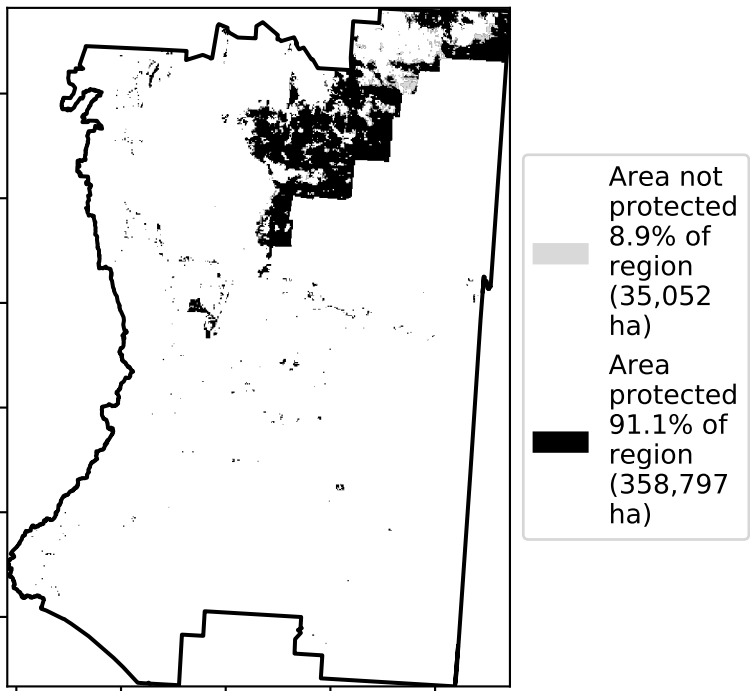 Area not
protected
8.9% of
region
(35,052
ha)
Area
protected
91.1% of
region
(358,797
ha)